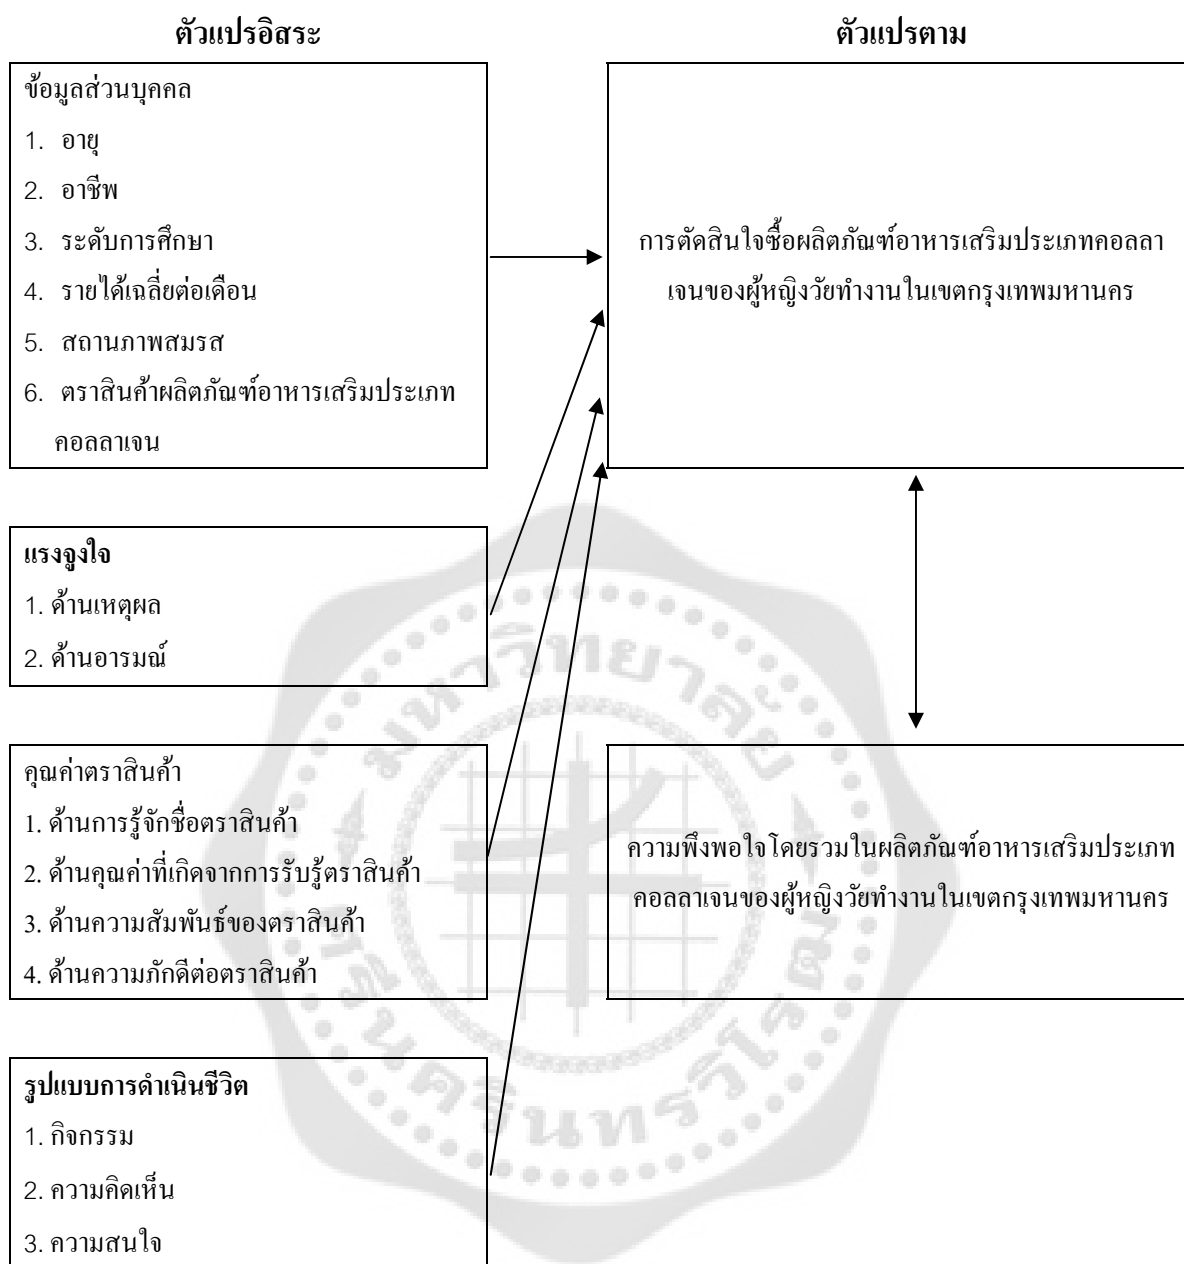 ตัวแปรอิสระ
ตัวแปรตาม
ข้อมูลส่วนบุคคล
1. อายุ
2. อาชีพ
3. ระดับการศึกษา
4. รายได้เฉลี่ยต่อเดือน
5. สถานภาพสมรส
6. ตราสินค้าผลิตภัณฑ์อาหารเสริมประเภท
คอลลาเจน
การตัดสินใจซื้อผลิตภัณฑ์อาหารเสริมประเภทคอลลา
เจนของผู้หญิงวัยทำงานในเขตกรุงเทพมหานคร
แรงจูงใจ
1. ด้านเหตุผล
2. ด้านอารมณ์
คุณค่าตราสินค้า
1. ด้านการรู้จักชื่อตราสินค้า
2. ด้านคุณค่าที่เกิดจากการรับรู้ตราสินค้า
3. ด้านความสัมพันธ์ของตราสินค้า
4. ด้านความภักดีต่อตราสินค้า
ความพึงพอใจโดยรวมในผลิตภัณฑ์อาหารเสริมประเภท
คอลลาเจนของผู้หญิงวัยทำงานในเขตกรุงเทพมหานคร
รูปแบบการดำเนินชีวิต
1. กิจกรรม
2. ความคิดเห็น
3. ความสนใจ
มหาวิทยาลัย
ศรีนครินทรวิโรฒ